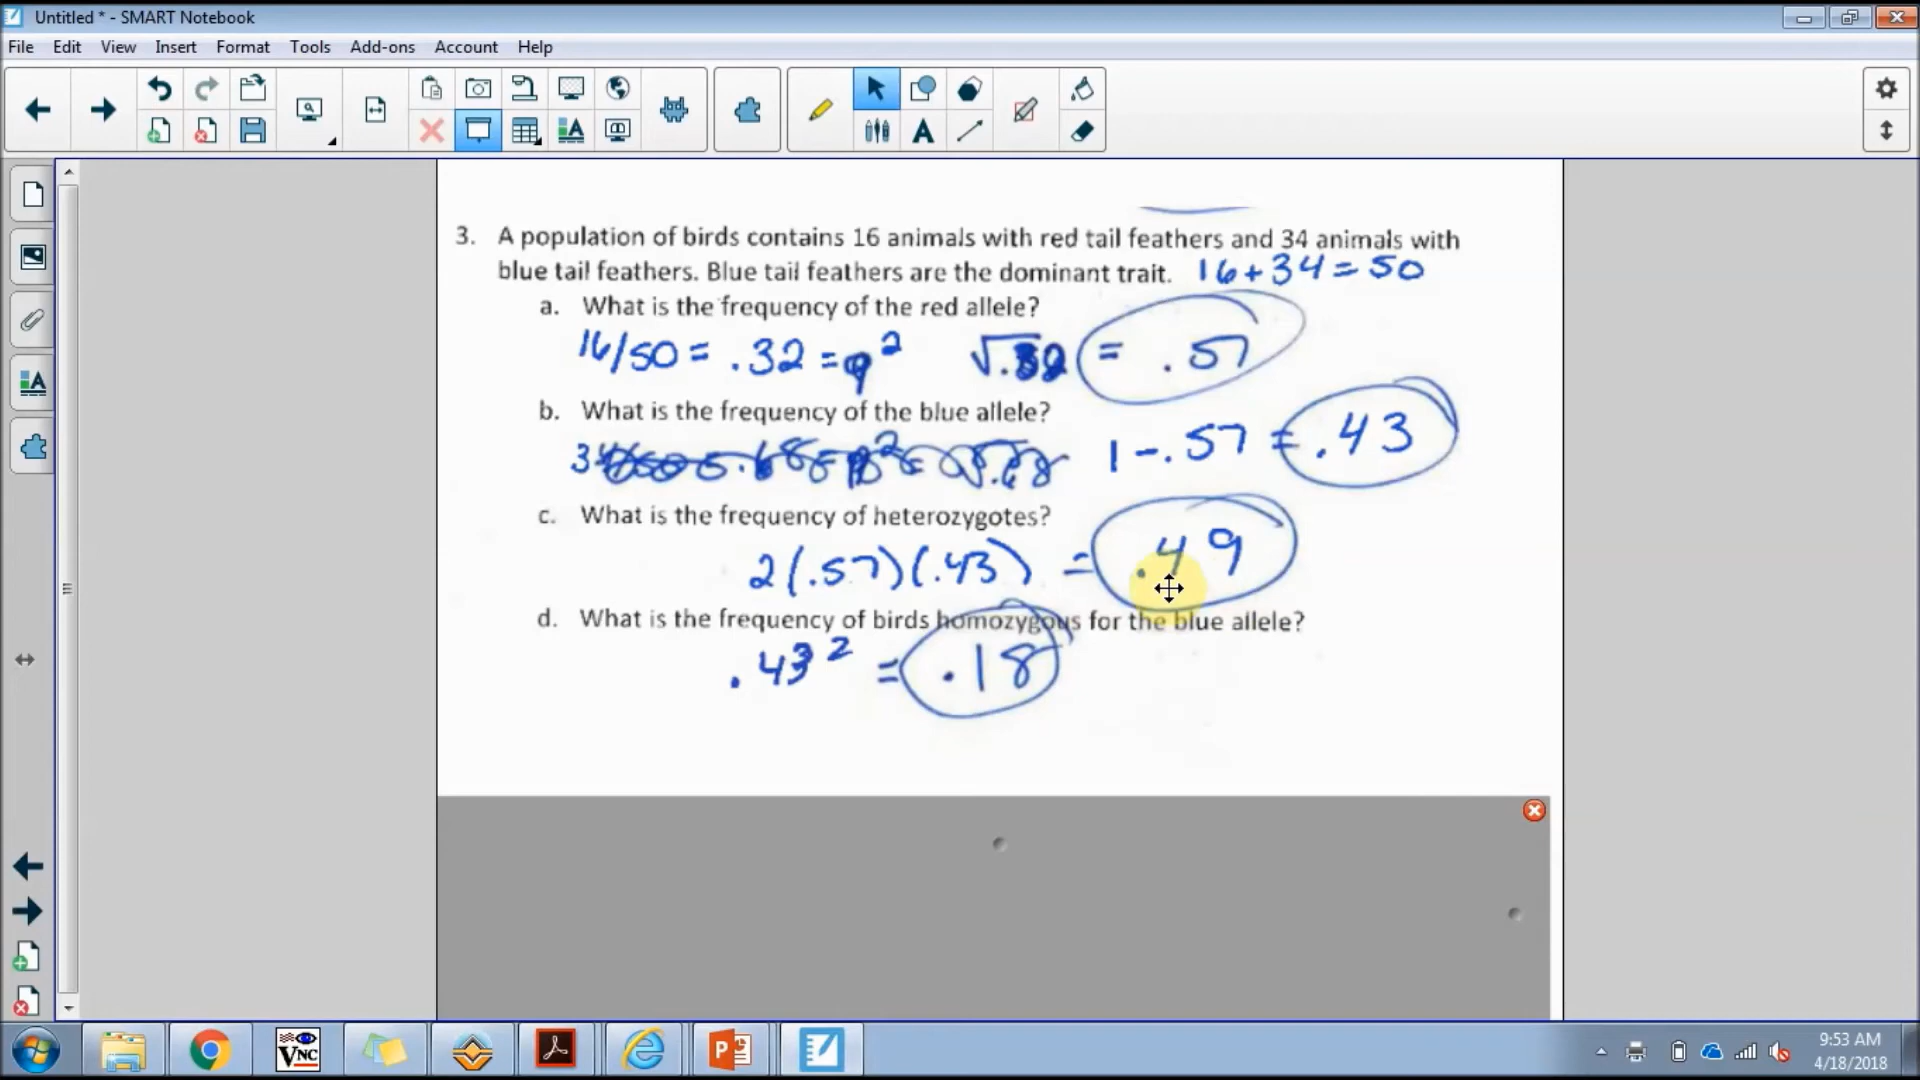 Untitled * - SMART Notebook
File Edit View Insert Format Tools Add-ons Account Help
3. A population of birds contains 16 animals with red tail feathers and 34 animals with
blue tail feathers. Blue tail feathers are the dominant trait. 16+34=50
a. What is the frequency of the red allele?
16/50 = .32 = q² √.32 = .57
b. What is the frequency of the blue allele?
1-.57 = .43
c. What is the frequency of heterozygotes?
2(.57)(.43) = .49
d. What is the frequency of birds homozygous for the blue allele?
.43² = .18
VNC
9:53 AM
4/18/2018